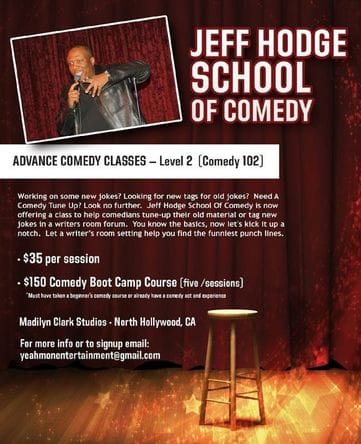 JEFF HODGE
SCHOOL
OF COMEDY
ADVANCE COMEDY CLASSES – Level 2 (Comedy 102)
Working on some new jokes? Looking for new tags for old jokes? Need A
Comedy Tune Up? Look no further. Jeff Hodge School Of Comedy is now
offering a class to help comedians tune-up their old material or tag new
jokes in a writers room forum. You know the basics, now let's kick it up a
notch. Let a writer's room setting help you find the funniest punch lines.
• $35 per session
• $150 Comedy Boot Camp Course (five /sessions)
*Must have taken a beginner's comedy course or already have a comedy act and experience
Madilyn Clark Studios - North Hollywood, CA
For more info or to signup email:
yeahmonentertainment@gmail.com